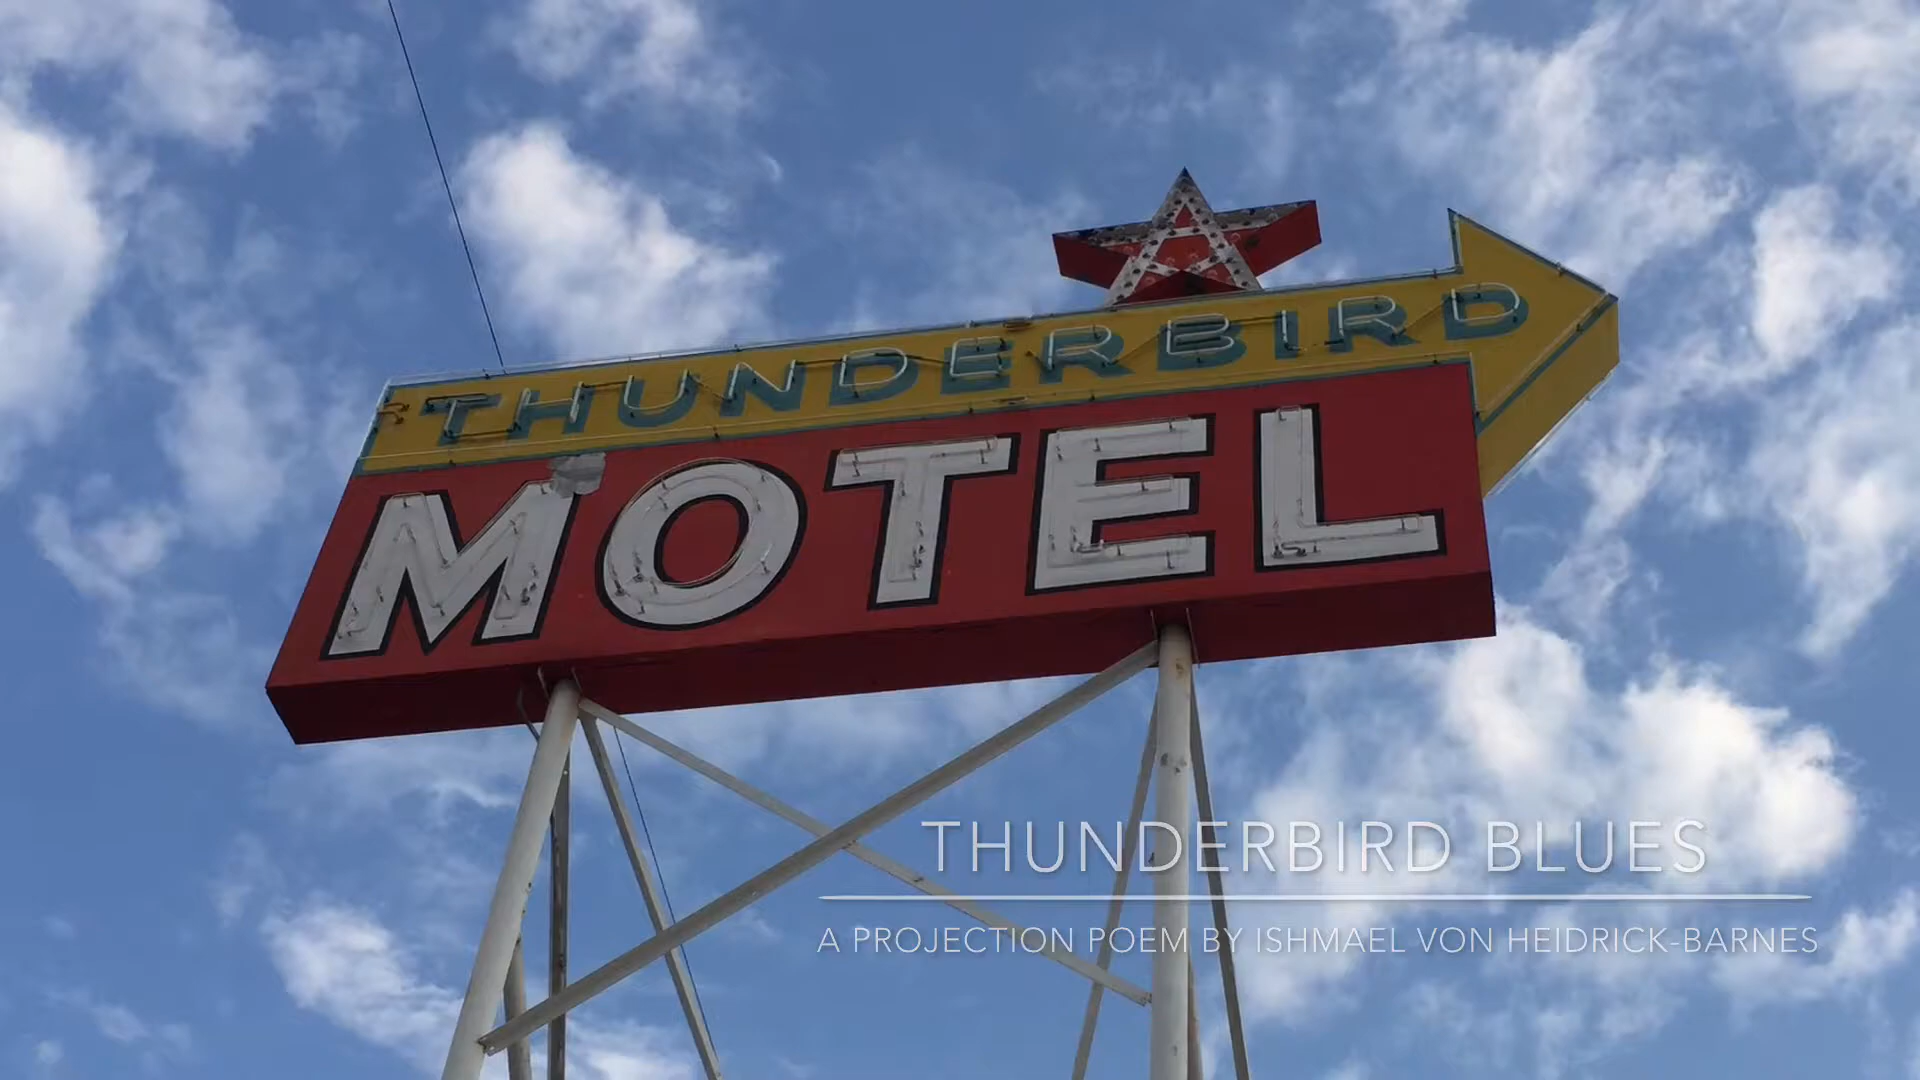 THUNDERBIRD
MOTEL
THUNDERBIRD BLUES
A PROJECTION POEM BY ISHMAEL VON HEIDRICK-BARNES